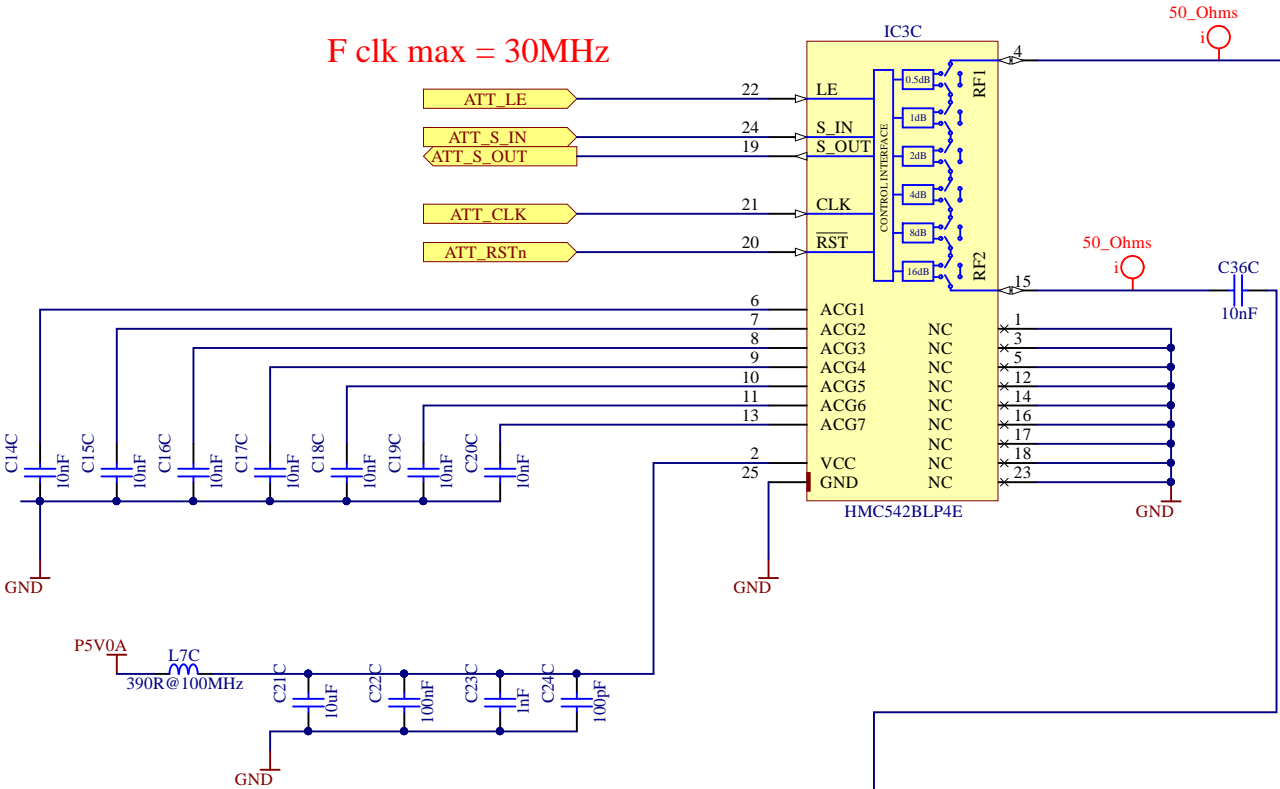 50_Ohms
i
F clk max = 30MHz
IC3C
4
ATT_LE
22
LE
0.5dB
RF1
ATT_S_IN
24
S_IN
1dB
ATT_S_OUT
19
S_OUT
2dB
CONTROL INTERFACE
4dB
ATT_CLK
21
CLK
8dB
ATT_RSTn
20
RST
16dB
RF2
50_Ohms
i
15
C36C
10nF
6
ACG1
7
ACG2
NC
1
8
ACG3
NC
3
9
ACG4
NC
5
10
ACG5
NC
12
11
ACG6
NC
14
13
ACG7
NC
16
NC
17
2
VCC
NC
18
25
GND
NC
23
HMC542BLP4E
GND
C14C
10nF
C15C
10nF
C16C
10nF
C17C
10nF
C18C
10nF
C19C
10nF
C20C
10nF
GND
GND
P5V0A
L7C
390R@100MHz
C21C
10uF
C22C
100nF
C23C
1nF
C24C
100pF
GND